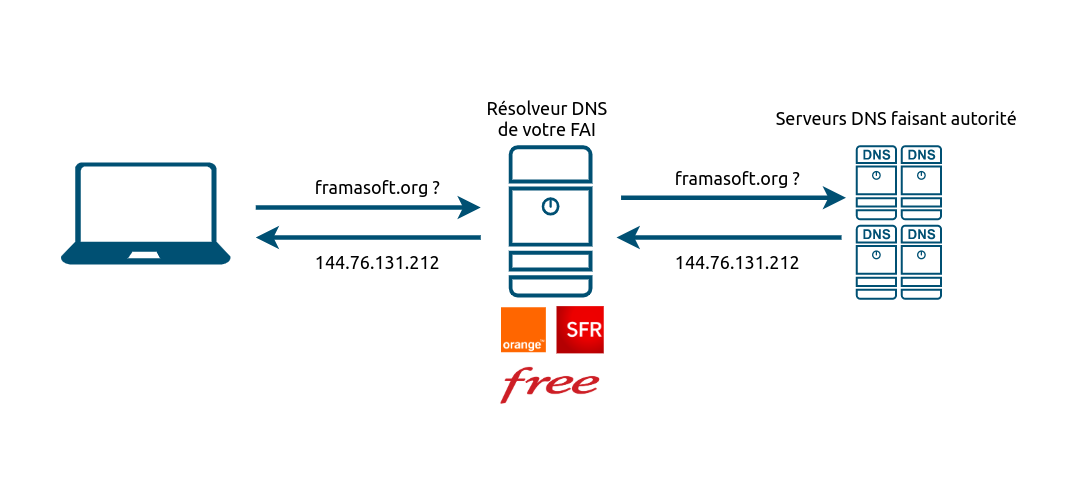 Résolveur DNS
de votre FAI
Serveurs DNS faisant autorité
framasoft.org ?
144.76.131.212
framasoft.org ?
144.76.131.212
DNS DNS
DNS DNS
orange™
SFR
free